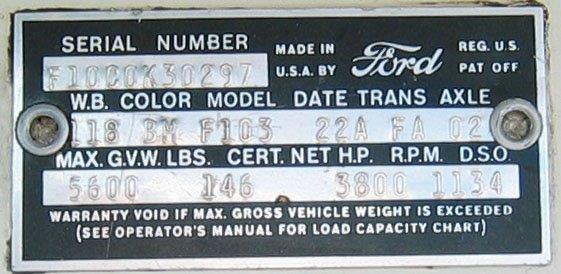 SERIAL NUMBER MADE IN Ford REG. U.S.
F10COK30297 U.S.A. BY PAT OFF
W.B. COLOR MODEL DATE TRANS AXLE
118 BM F103 22A FA 02
MAX. G.V.W. LBS. CERT. NET H.P. R.P.M. D.S.O.
5600 146 3800 1134
WARRANTY VOID IF MAX. GROSS VEHICLE WEIGHT IS EXCEEDED
(SEE OPERATOR'S MANUAL FOR LOAD CAPACITY CHART)